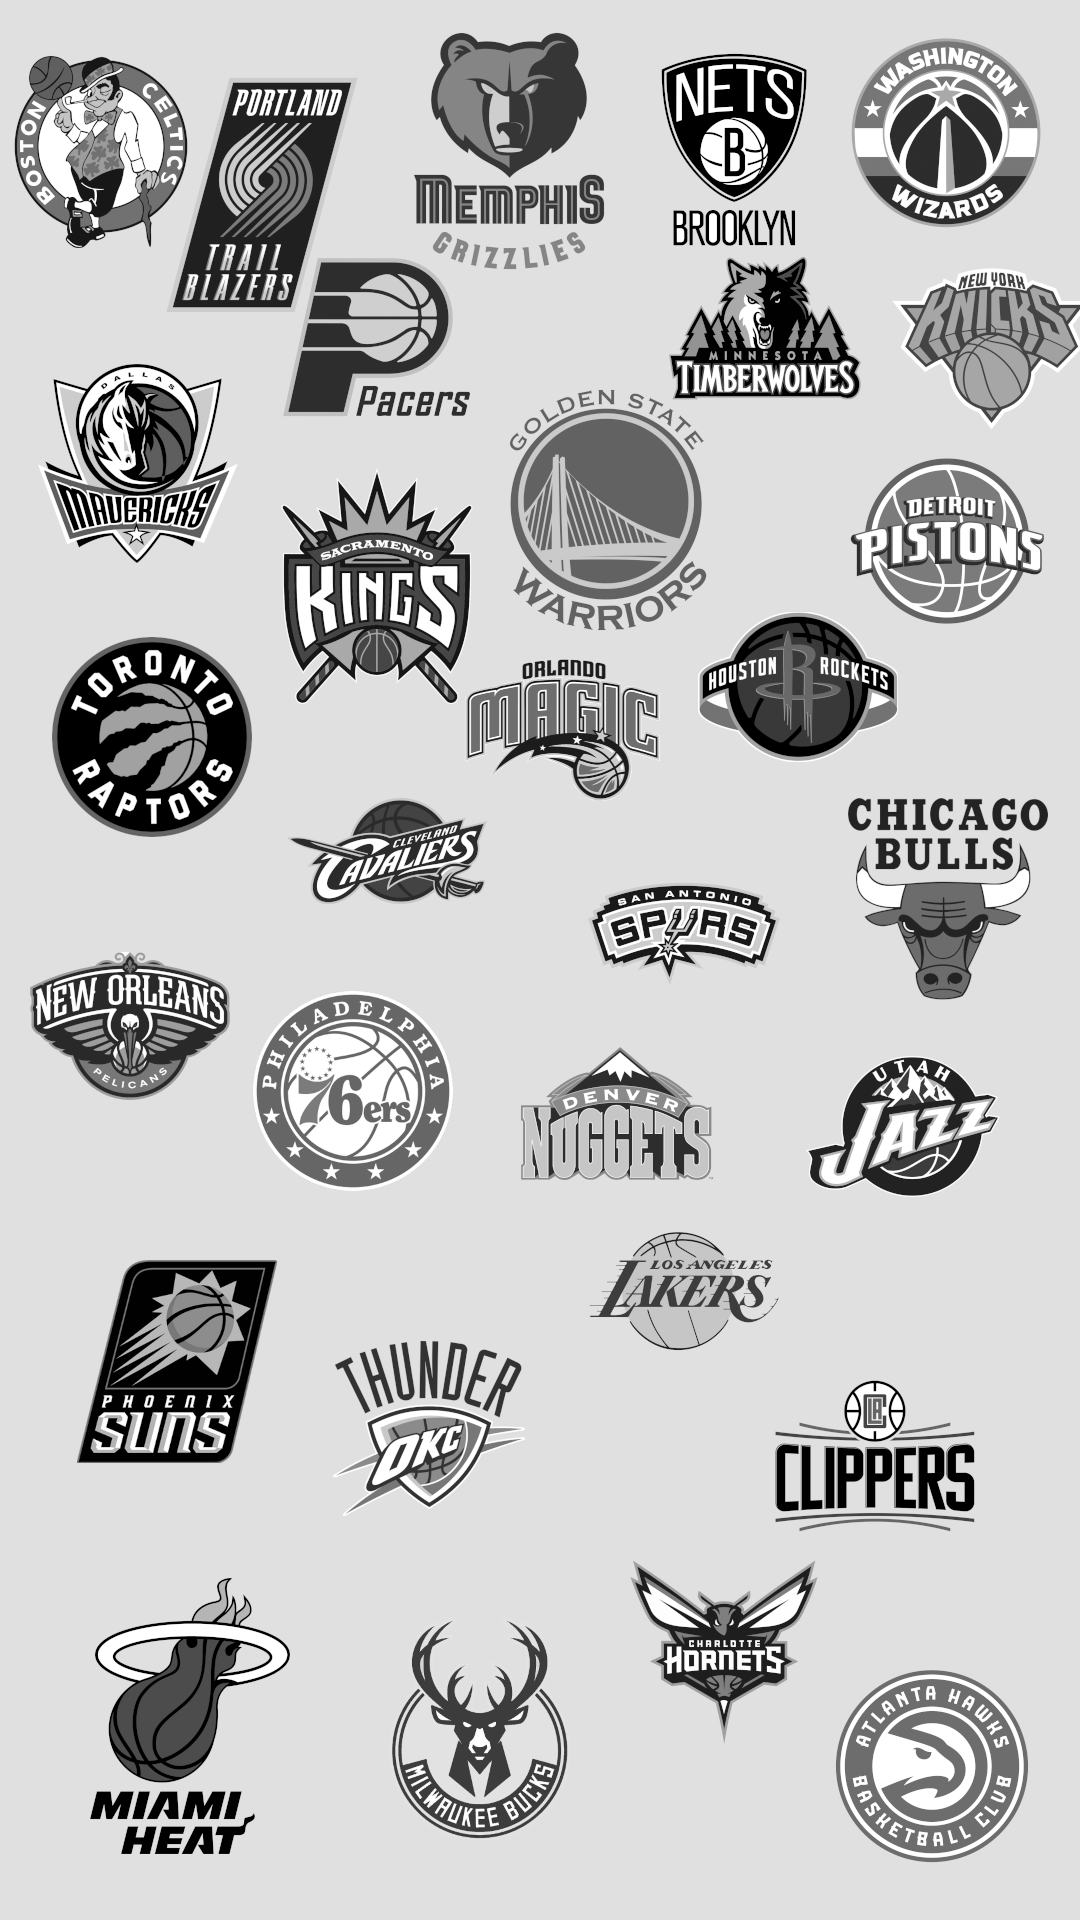 BOSTON
CELTICS
PORTLAND
TRAIL
BLAZERS
MEMPHIS
GRIZZLIES
NETS
B
BROOKLYN
WASHINGTON
WIZARDS
Pacers
MINNESOTA
TIMBERWOLVES
NEW YORK
KNICKS
DALLAS
MAVERICKS
GOLDEN STATE
WARRIORS
SACRAMENTO
KINGS
DETROIT
PISTONS
TORONTO
RAPTORS
ORLANDO
MAGIC
HOUSTON R ROCKETS
CLEVELAND
CAVALIERS
CHICAGO
BULLS
SAN ANTONIO
SPURS
NEW ORLEANS
PELICANS
PHILADELPHIA
76ers
DENVER
NUGGETS
UTAH
JAZZ
LOS ANGELES
LAKERS
PHOENIX
SUNS
THUNDER
OKC
LAC
CLIPPERS
CHARLOTTE
HORNETS
MIAMI
HEAT
MILWAUKEE BUCKS
ATLANTA HAWKS
BASKETBALL CLUB